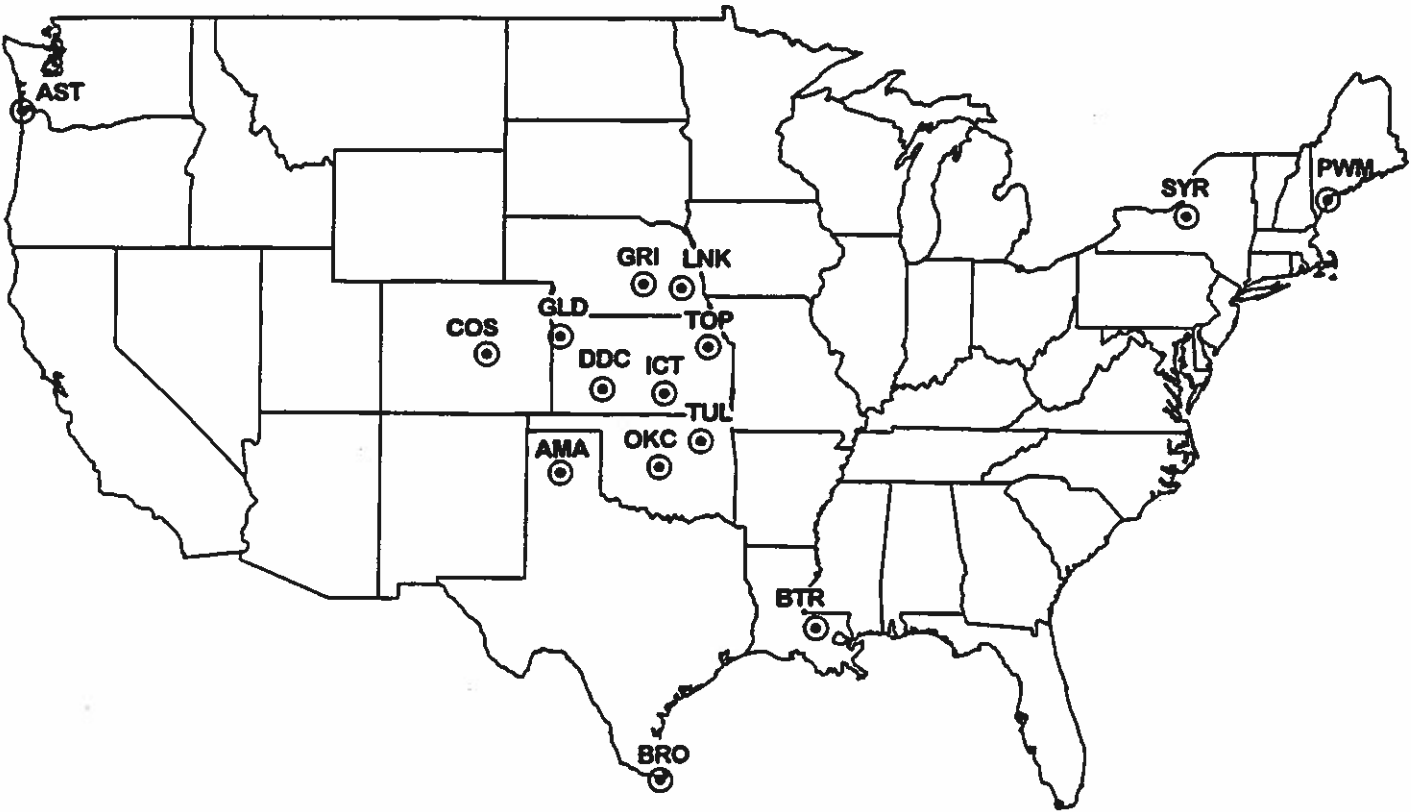 AST
PWM
SYR
GRI
LNK
GLD
TOP
COS
DDC
ICT
TUL
OKC
AMA
BTR
BRO